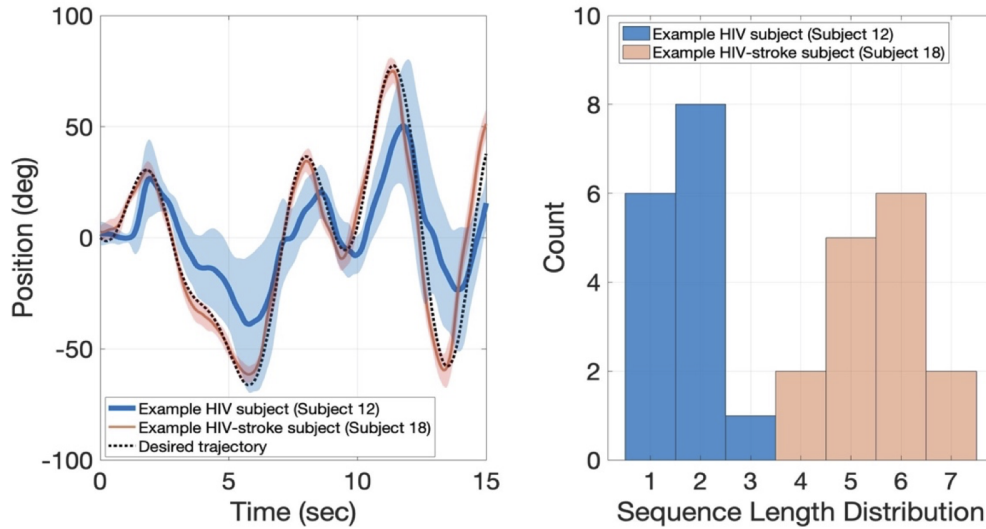 100
50
0
-50
-100
Position (deg)
0
5
10
15
Time (sec)
Example HIV subject (Subject 12)
Example HIV-stroke subject (Subject 18)
Desired trajectory
10
8
6
4
2
0
Count
1 2 3 4 5 6 7
Sequence Length Distribution
Example HIV subject (Subject 12)
Example HIV-stroke subject (Subject 18)